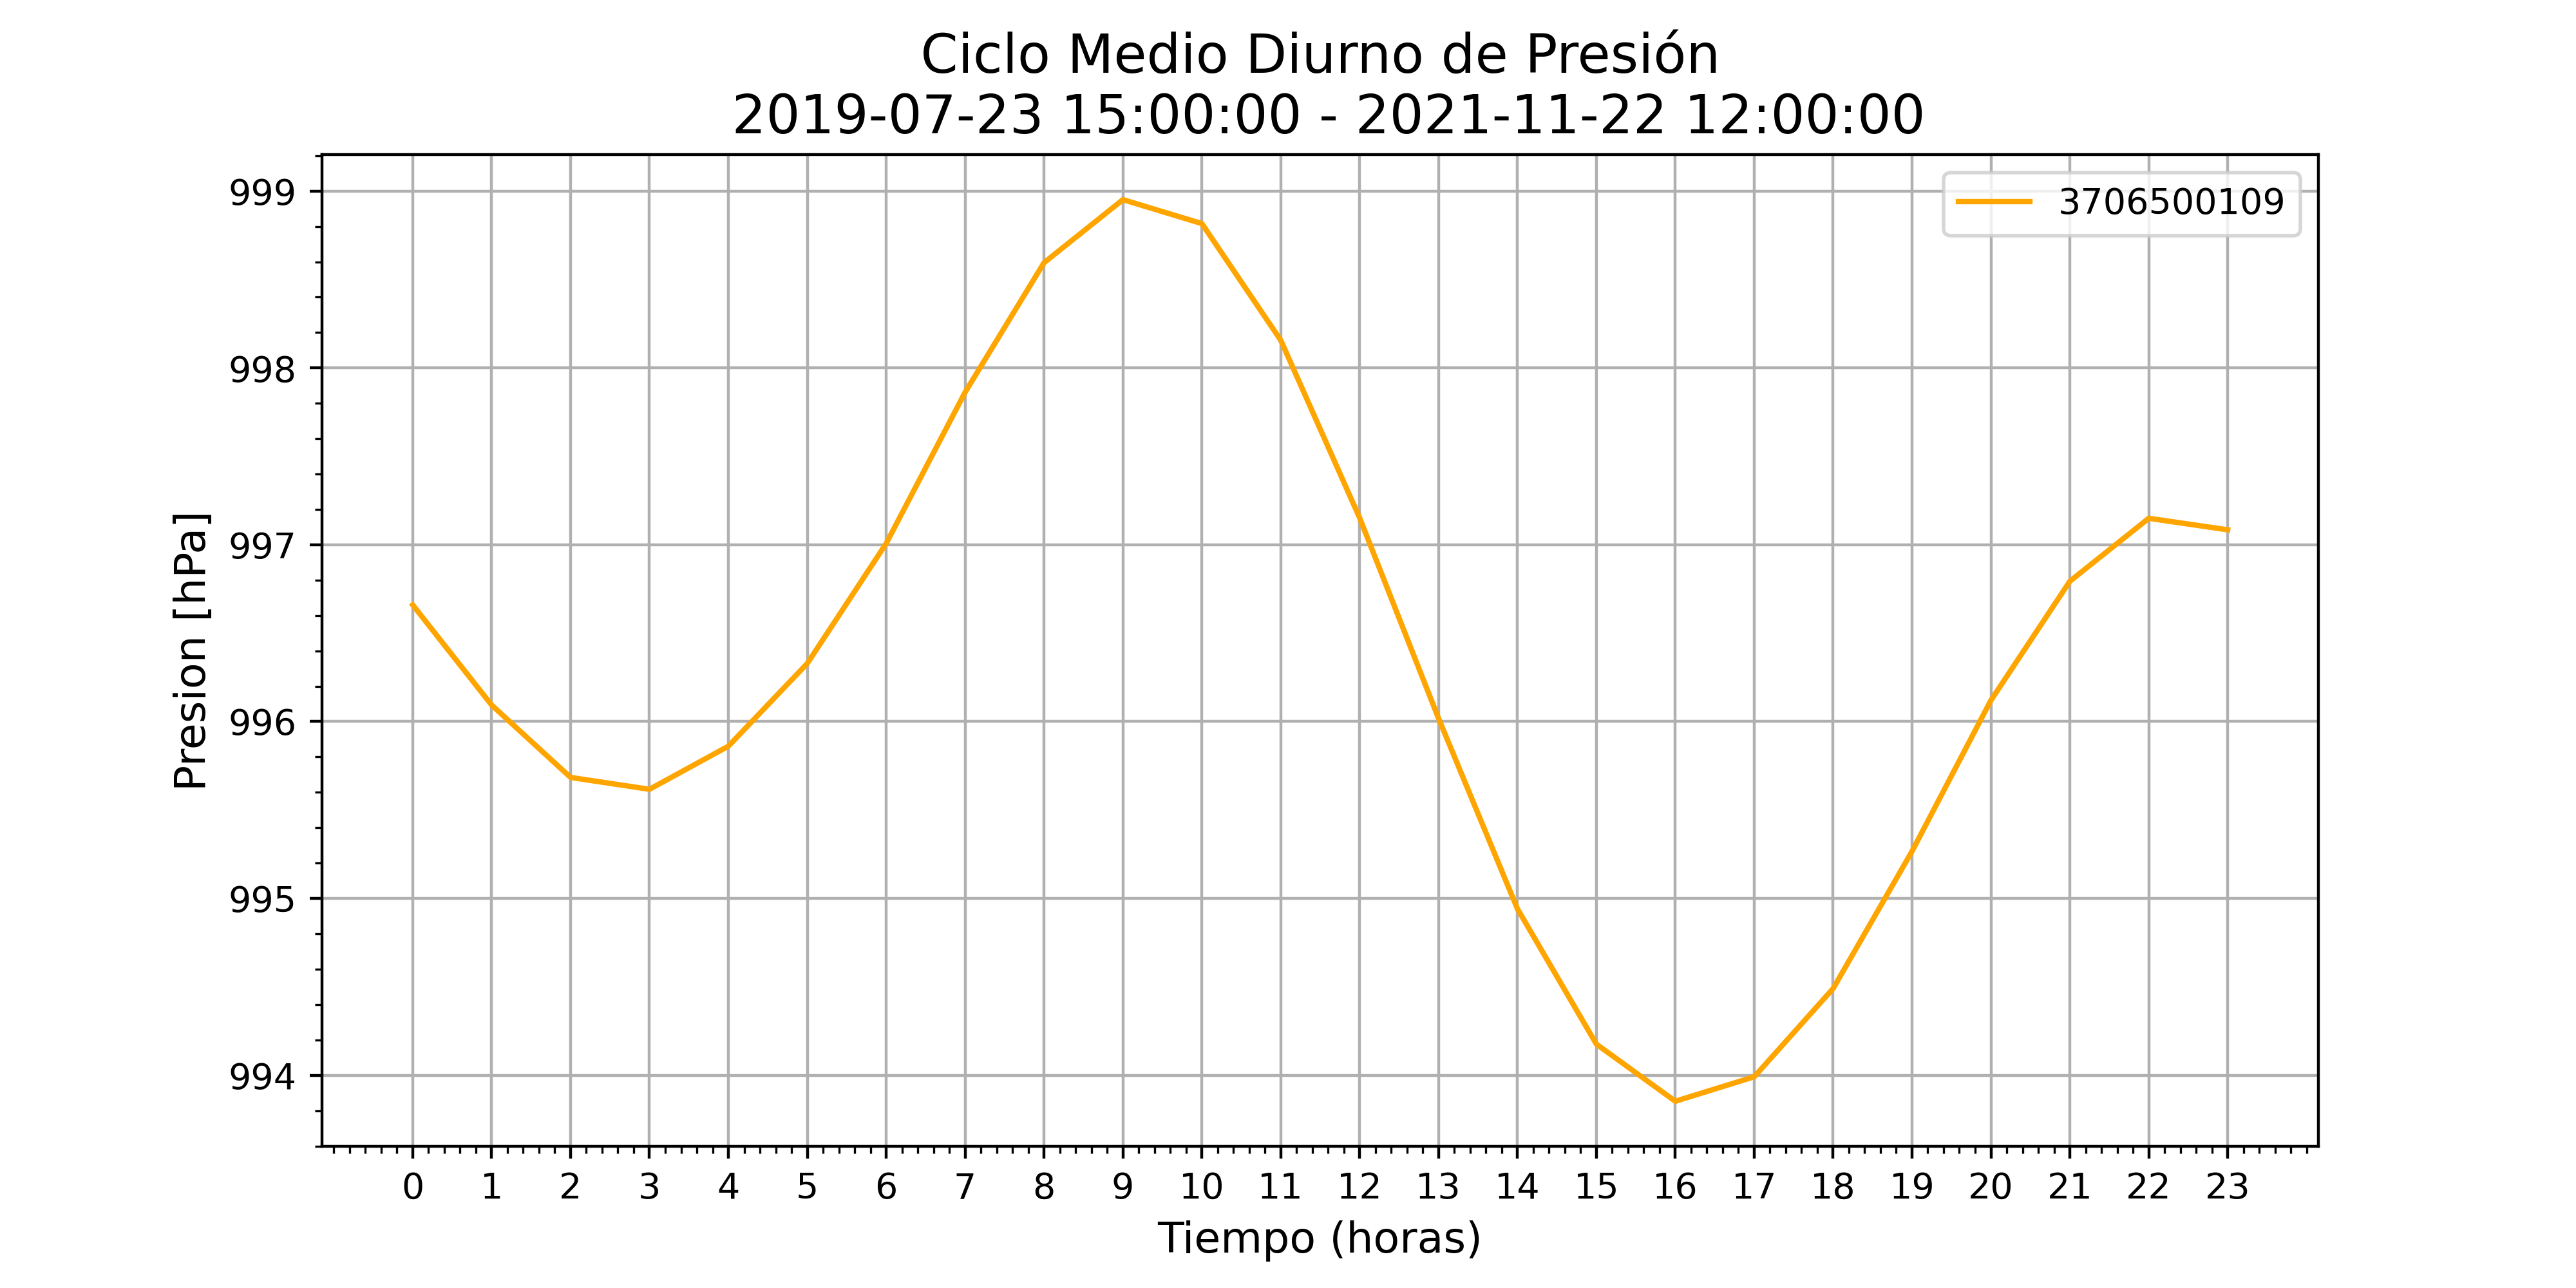 Ciclo Medio Diurno de Presión
2019-07-23 15:00:00 - 2021-11-22 12:00:00
3706500109
999
998
997
996
995
994
Presion [hPa]
0 1 2 3 4 5 6 7 8 9 10 11 12 13 14 15 16 17 18 19 20 21 22 23
Tiempo (horas)